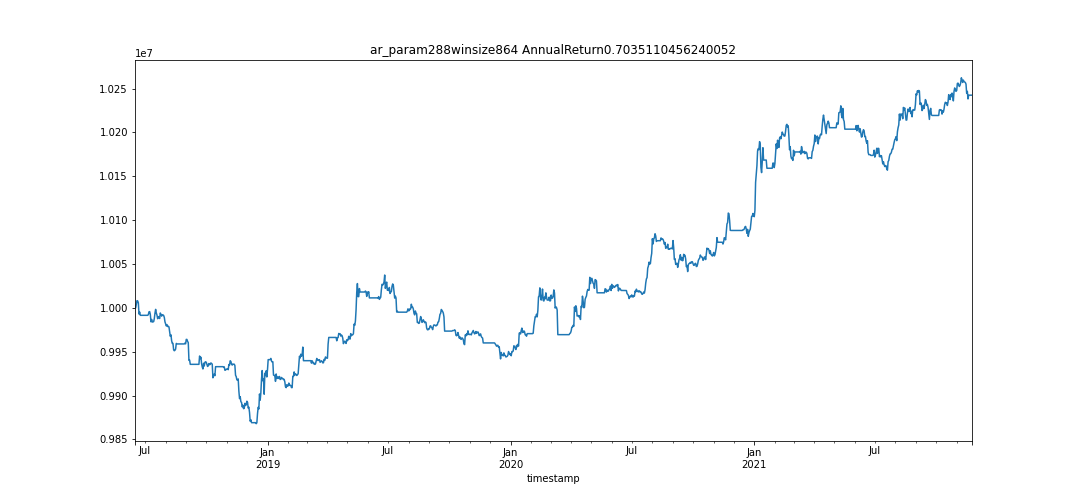 ar_param288winsize864 AnnualReturn0.7035110456240052
1e7
1.025
1.020
1.015
1.010
1.005
1.000
0.995
0.990
0.985
Jul Jan Jul Jan Jul Jan Jul
2019 2020 2021
timestamp